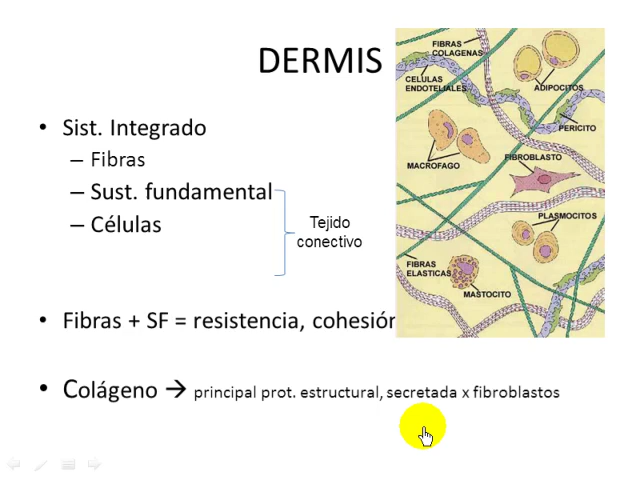 DERMIS
• Sist. Integrado
– Fibras
– Sust. fundamental
– Células
Tejido
conectivo
• Fibras + SF = resistencia, cohesión
• Colágeno → principal prot. estructural, secretada x fibroblastos
FIBRAS
COLAGENAS
CELULAS
ENDOTELIALES
ADIPOCITOS
PERICITO
MACROFAGO
FIBROBLASTO
PLASMOCITOS
FIBRAS
ELASTICAS
MASTOCITO